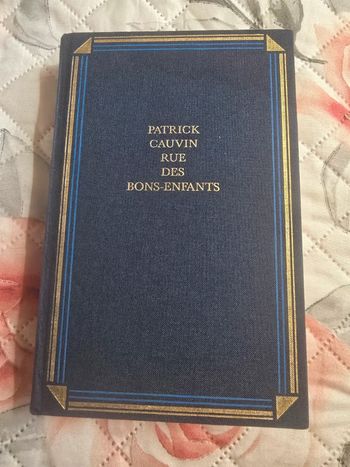 PATRICK
CAUVIN
RUE
DES
BONS-ENFANTS